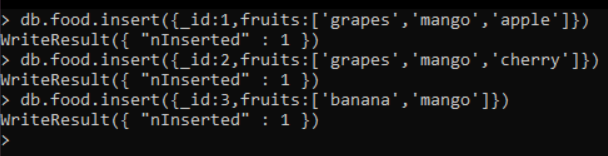 > db.food.insert({_id:1,fruits:['grapes','mango','apple']})
WriteResult({ "nInserted" : 1 })
> db.food.insert({_id:2,fruits:['grapes','mango','cherry']})
WriteResult({ "nInserted" : 1 })
> db.food.insert({_id:3,fruits:['banana','mango']})
WriteResult({ "nInserted" : 1 })
>